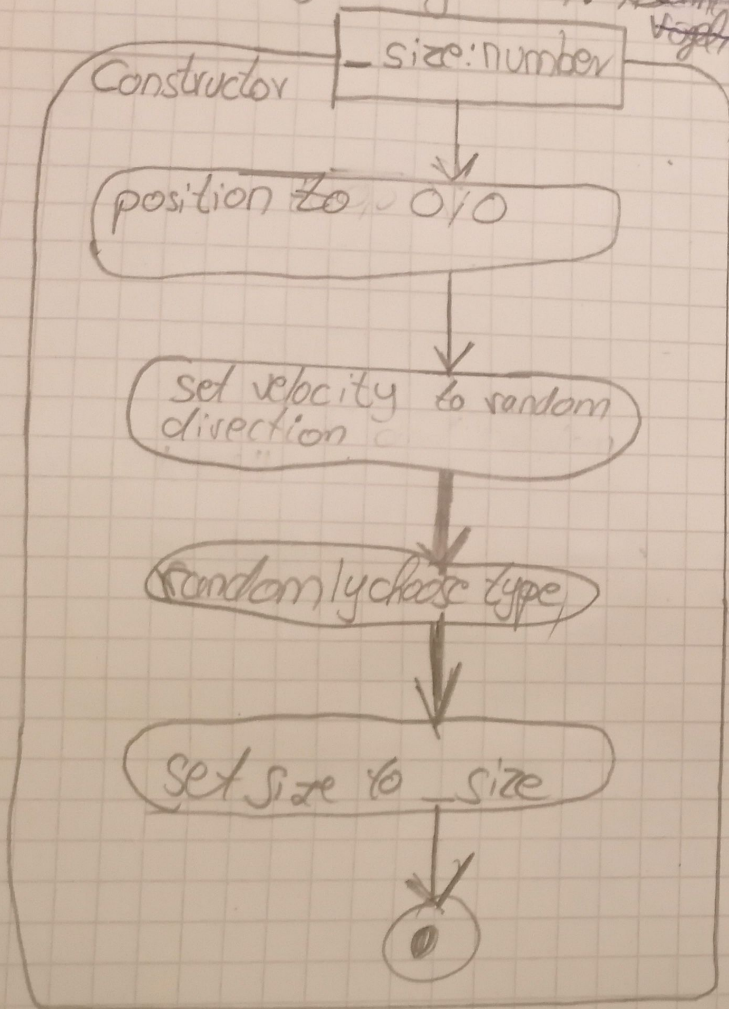 _size:number
Constructor
position to 0/0
set velocity to random
direction
randomly choose type
set size to _size